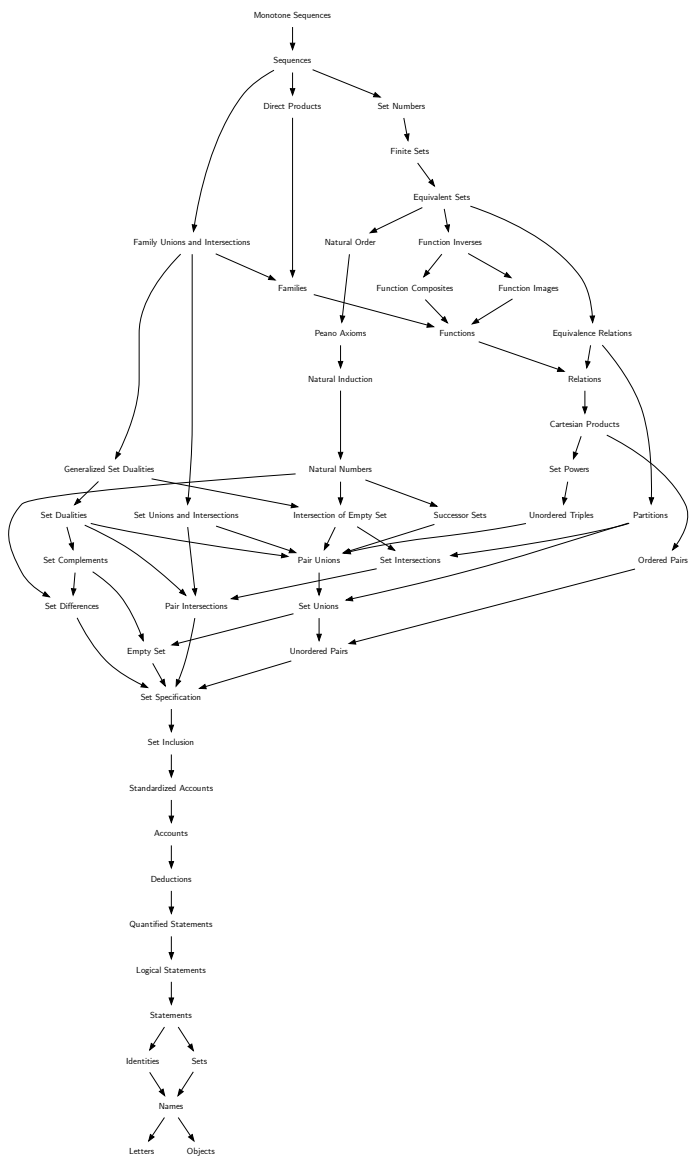 Monotone Sequences
Sequences
Direct Products
Set Numbers
Finite Sets
Equivalent Sets
Family Unions and Intersections
Natural Order
Function Inverses
Families
Function Composites
Function Images
Peano Axioms
Functions
Equivalence Relations
Natural Induction
Relations
Cartesian Products
Generalized Set Dualities
Natural Numbers
Set Powers
Set Dualities
Set Unions and Intersections
Intersection of Empty Set
Successor Sets
Unordered Triples
Partitions
Set Complements
Pair Unions
Set Intersections
Ordered Pairs
Set Differences
Pair Intersections
Set Unions
Empty Set
Unordered Pairs
Set Specification
Set Inclusion
Standardized Accounts
Accounts
Deductions
Quantified Statements
Logical Statements
Statements
Identities
Sets
Names
Letters
Objects